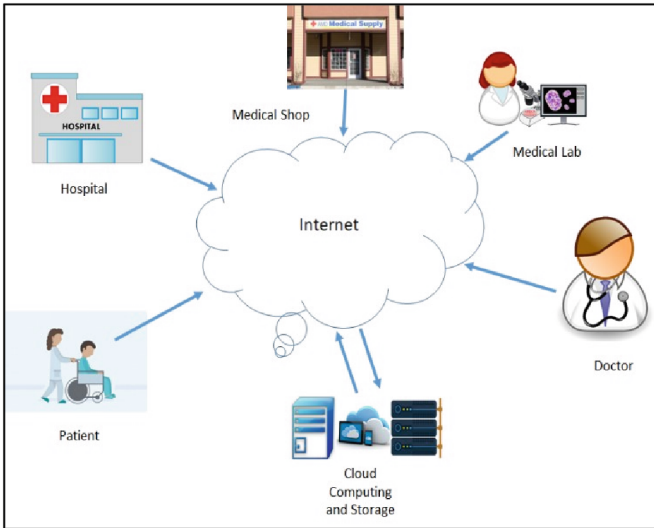 Medical Supply
Medical Shop
HOSPITAL
Hospital
Medical Lab
Internet
Doctor
Patient
Cloud
Computing
and Storage